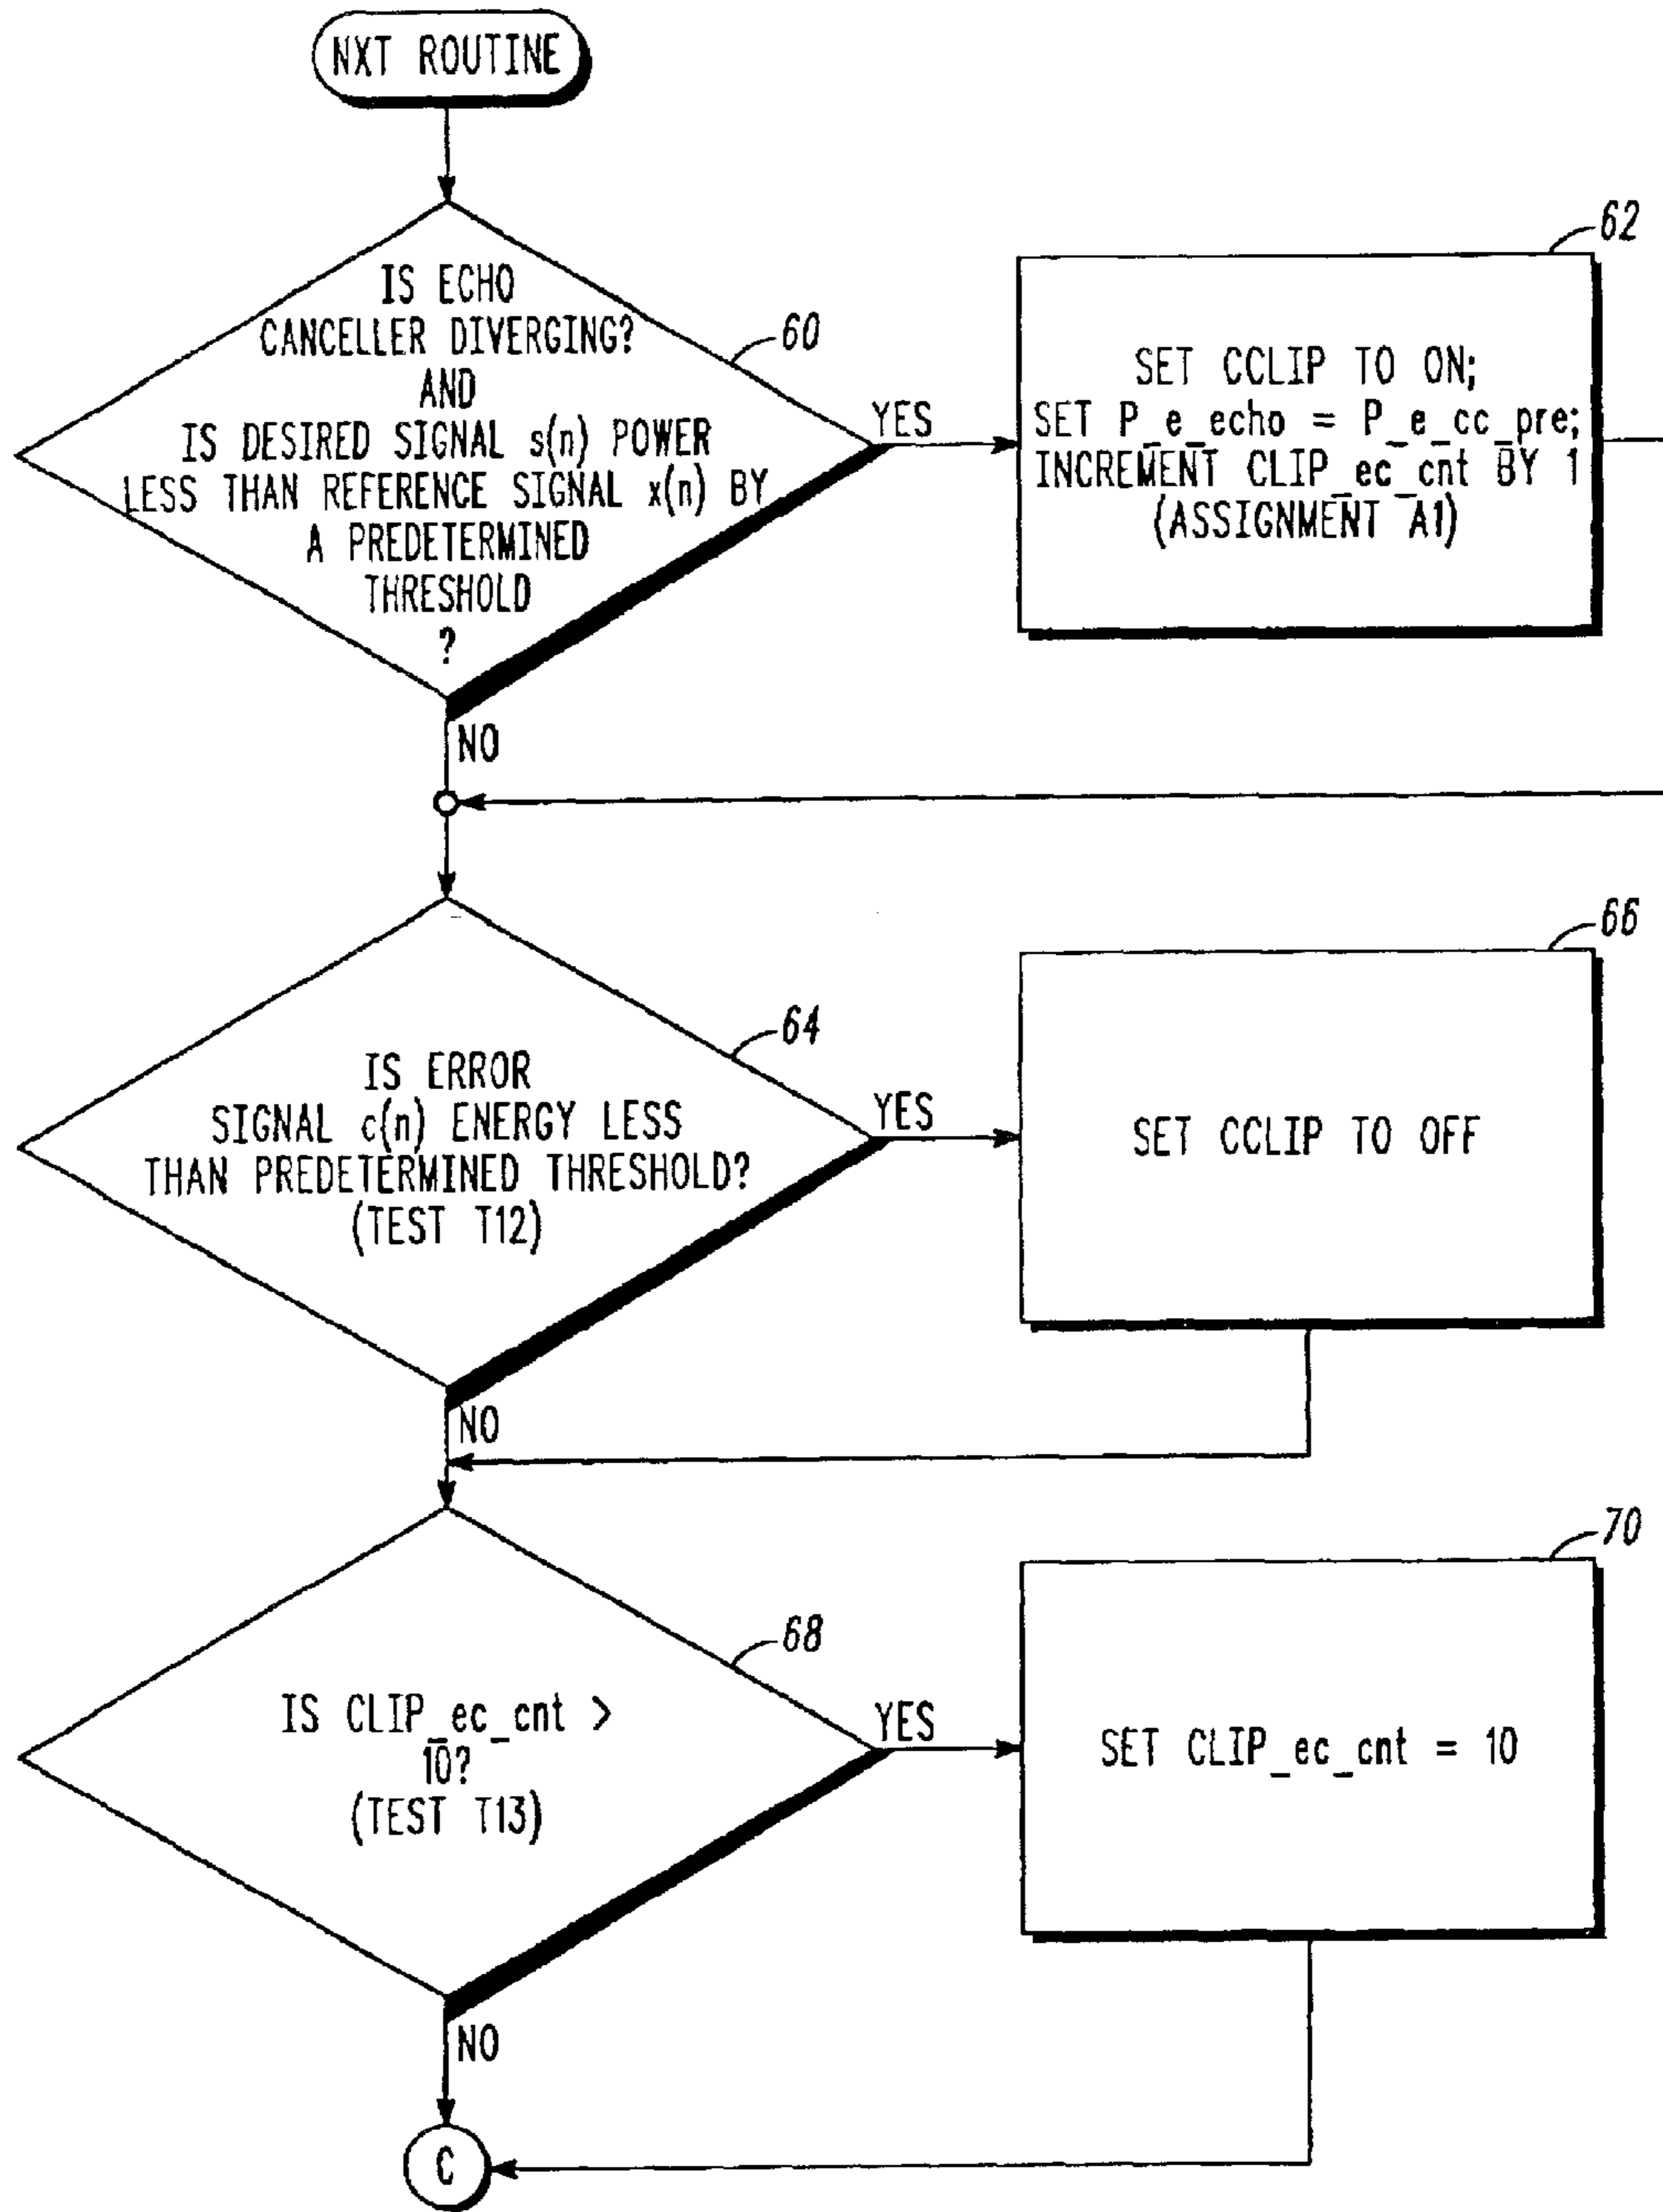 NXT ROUTINE
IS ECHO
CANCELLER DIVERGING?
AND
IS DESIRED SIGNAL s(n) POWER
LESS THAN REFERENCE SIGNAL x(n) BY
A PREDETERMINED
THRESHOLD
?
60
YES
NO
62
SET CCLIP TO ON;
SET P_e_echo = P_e_cc_pre;
INCREMENT CLIP_ec_cnt BY 1
(ASSIGNMENT A1)
IS ERROR
SIGNAL c(n) ENERGY LESS
THAN PREDETERMINED THRESHOLD?
(TEST T12)
64
YES
NO
66
SET CCLIP TO OFF
IS CLIP_ec_cnt >
10?
(TEST T13)
68
YES
NO
70
SET CLIP_ec_cnt = 10
C